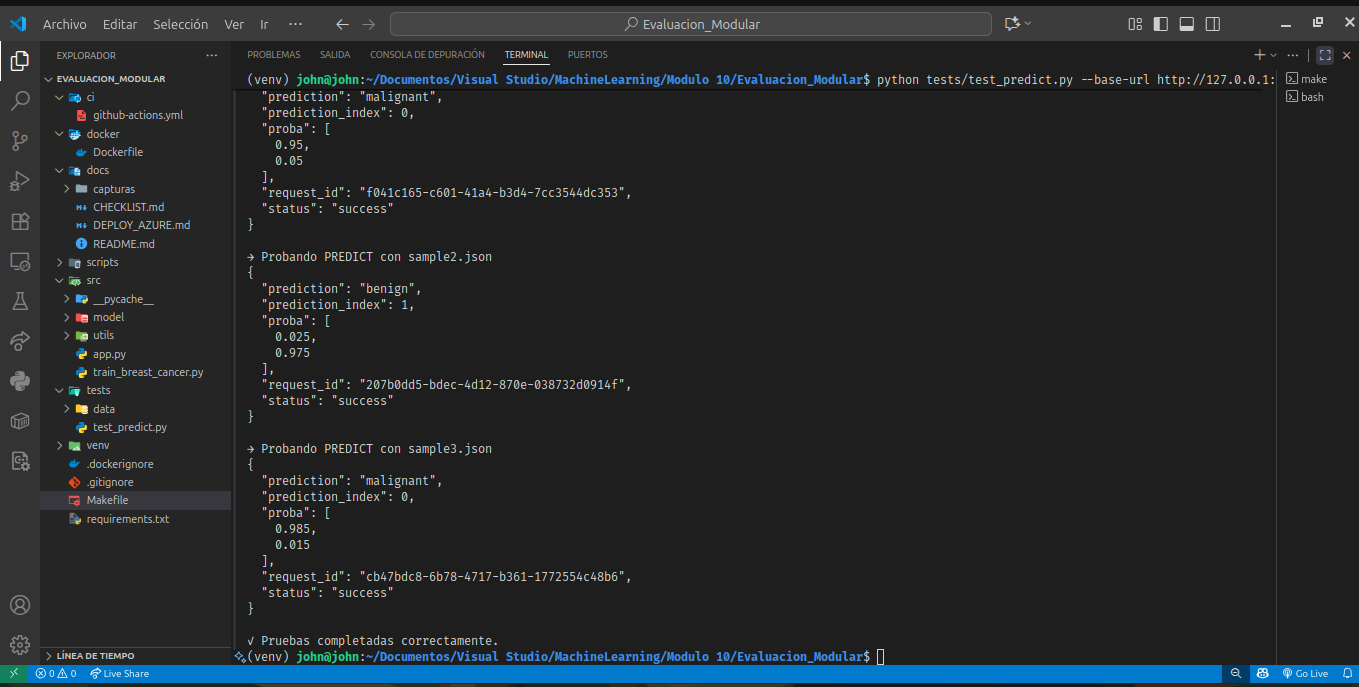 Archivo Editar Selección Ver Ir ··· Evaluacion_Modular
EXPLORADOR ···
EVALUACION_MODULAR
ci
github-actions.yml
docker
Dockerfile
docs
capturas
CHECKLIST.md
DEPLOY_AZURE.md
README.md
scripts
src
__pycache__
model
utils
app.py
train_breast_cancer.py
tests
data
test_predict.py
venv
.dockerignore
.gitignore
Makefile
requirements.txt
LÍNEA DE TIEMPO
PROBLEMAS SALIDA CONSOLA DE DEPURACIÓN TERMINAL PUERTOS
(venv) john@john:~/Documentos/Visual Studio/MachineLearning/Modulo 10/Evaluacion_Modular$ python tests/test_predict.py --base-url http://127.0.0.1:
"prediction": "malignant",
"prediction_index": 0,
"proba": [
0.95,
0.05
],
"request_id": "f041c165-c601-41a4-b3d4-7cc3544dc353",
"status": "success"
}
→ Probando PREDICT con sample2.json
{
"prediction": "benign",
"prediction_index": 1,
"proba": [
0.025,
0.975
],
"request_id": "207b0dd5-bdec-4d12-870e-038732d0914f",
"status": "success"
}
→ Probando PREDICT con sample3.json
{
"prediction": "malignant",
"prediction_index": 0,
"proba": [
0.985,
0.015
],
"request_id": "cb47bdc8-6b78-4717-b361-1772554c48b6",
"status": "success"
}
√ Pruebas completadas correctamente.
(venv) john@john:~/Documentos/Visual Studio/MachineLearning/Modulo 10/Evaluacion_Modular$
make
bash
0 0 Live Share Go Live